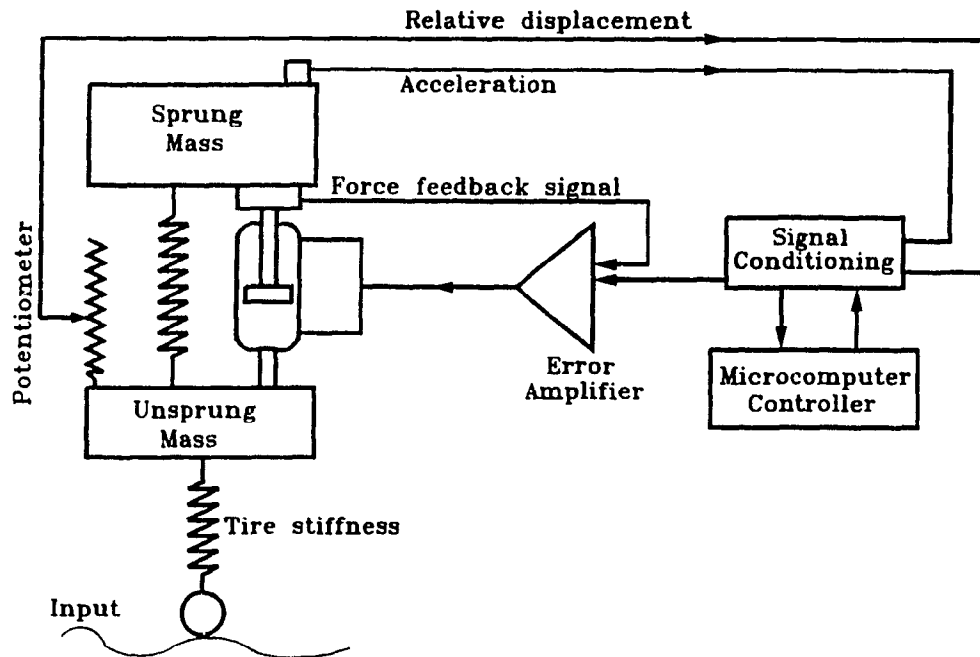 Relative displacement
Acceleration
Sprung
Mass
Force feedback signal
Signal
Conditioning
Potentiometer
Error
Amplifier
Microcomputer
Controller
Unsprung
Mass
Tire stiffness
Input